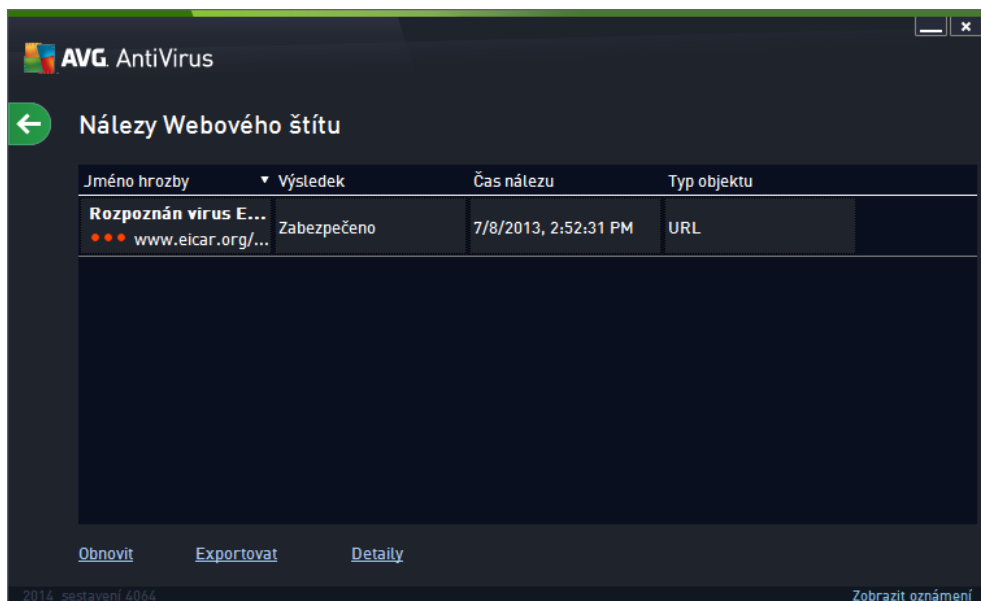 AVG. AntiVirus
Nálezy Webového štítu
Jméno hrozby Výsledek Čas nálezu Typ objektu
Rozpoznán virus E...
www.eicar.org/... Zabezpečeno 7/8/2013, 2:52:31 PM URL
Obnovit Exportovat Detaily
2014 sestavení 4064 Zobrazit oznámení